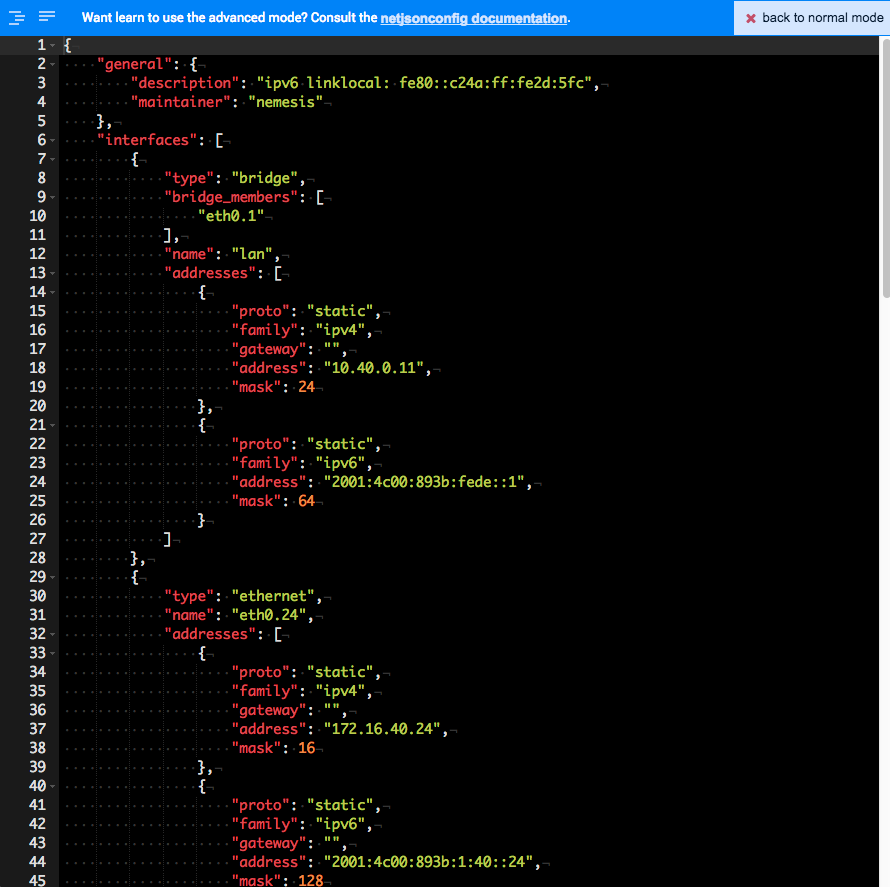 Want learn to use the advanced mode? Consult the netjsonconfig documentation.
✖ back to normal mode
1 {
2 "general": {
3 "description": "ipv6 linklocal: fe80::c24a:ff:fe2d:5fc",
4 "maintainer": "nemesis"
5 },
6 "interfaces": [
7 {
8 "type": "bridge",
9 "bridge_members": [
10 "eth0.1"
11 ],
12 "name": "lan",
13 "addresses": [
14 {
15 "proto": "static",
16 "family": "ipv4",
17 "gateway": "",
18 "address": "10.40.0.11",
19 "mask": 24
20 },
21 {
22 "proto": "static",
23 "family": "ipv6",
24 "address": "2001:4c00:893b:fede::1",
25 "mask": 64
26 }
27 ]
28 },
29 {
30 "type": "ethernet",
31 "name": "eth0.24",
32 "addresses": [
33 {
34 "proto": "static",
35 "family": "ipv4",
36 "gateway": "",
37 "address": "172.16.40.24",
38 "mask": 16
39 },
40 {
41 "proto": "static",
42 "family": "ipv6",
43 "gateway": "",
44 "address": "2001:4c00:893b:1:40::24",
45 "mask": 128